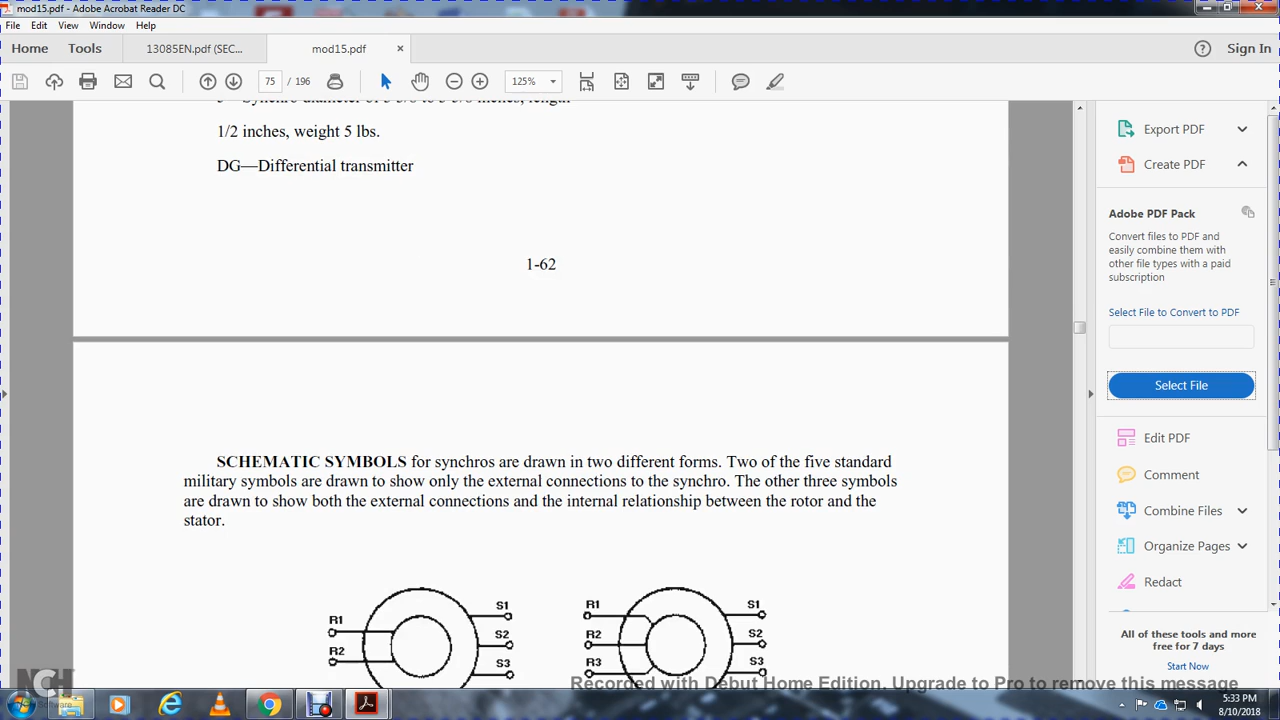 mod15.pdf - Adobe Acrobat Reader DC
File Edit View Window Help
Home Tools 13085EN.pdf (SEC... mod15.pdf × Sign In
75 / 196 125%
Synchro diameter of
inches, length
1/2 inches, weight 5 lbs.
DG—Differential transmitter
1-62
SCHEMATIC SYMBOLS for synchros are drawn in two different forms. Two of the five standard
military symbols are drawn to show only the external connections to the synchro. The other three symbols
are drawn to show both the external connections and the internal relationship between the rotor and the
stator.
R1 S1 R1 S1
R2 S2 R2 S2
S3 R3 S3
Export PDF
Create PDF
Adobe PDF Pack
Convert files to PDF and
easily combine them with
other file types with a paid
subscription
Select File to Convert to PDF
Select File
Edit PDF
Comment
Combine Files
Organize Pages
Redact
All of these tools and more
free for 7 days
Start Now
NCH
Software
Recorded with Debut Home Edition. Upgrade to Pro to remove this message
5:33 PM
8/10/2018